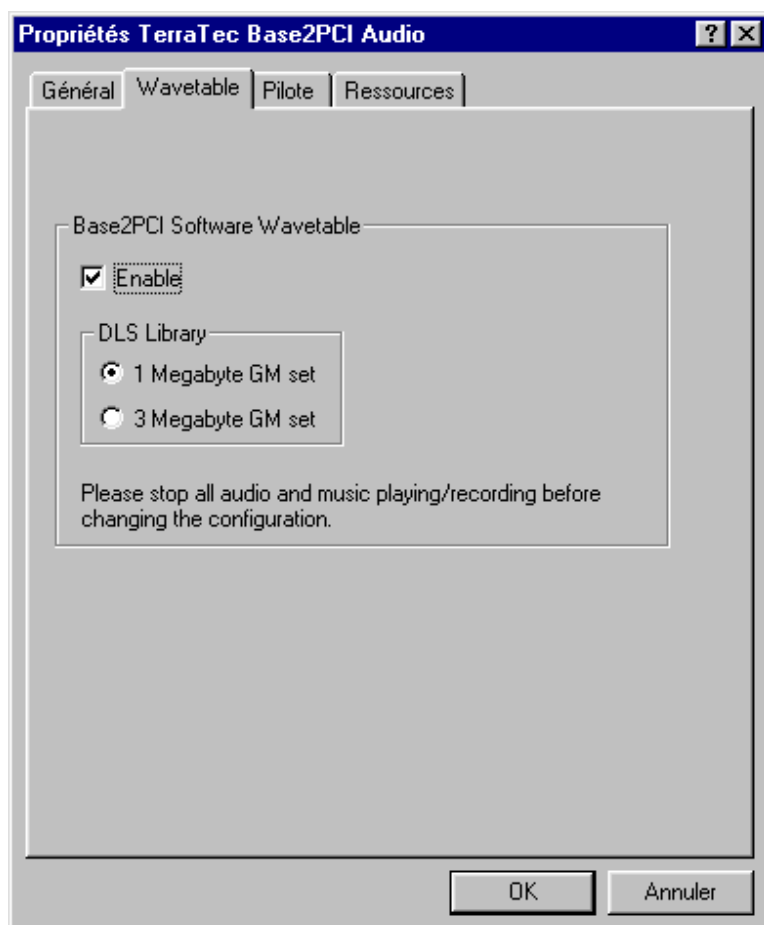 Propriétés TerraTec Base2PCI Audio
Général Wavetable Pilote Ressources
Base2PCI Software Wavetable
Enable
DLS Library
1 Megabyte GM set
3 Megabyte GM set
Please stop all audio and music playing/recording before
changing the configuration.
OK Annuler